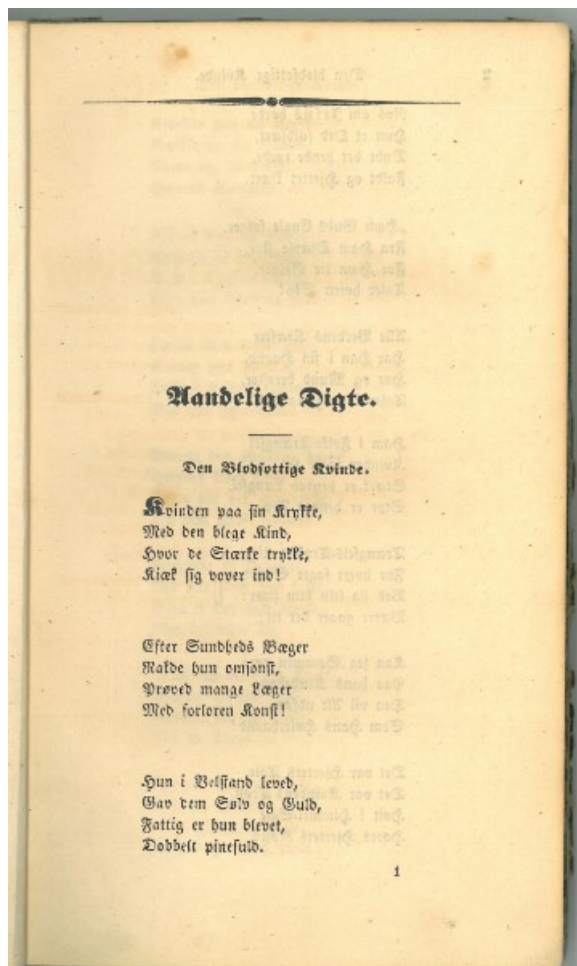 Aandelige Digte.
Den Blodsottige Kvinde.
Kvinden paa sin Krykke,
Med den blege Kind,
Hvor de Stærke trykke,
Kiæk sig vover ind!
Efter Sundheds Bæger
Rakde hun omsonst,
Prøved mange Læger
Med forloren Konst!
Hun i Velstand leved,
Gav dem Sølv og Guld,
Fattig er hun blevet,
Dobbelt pinefuld.
1